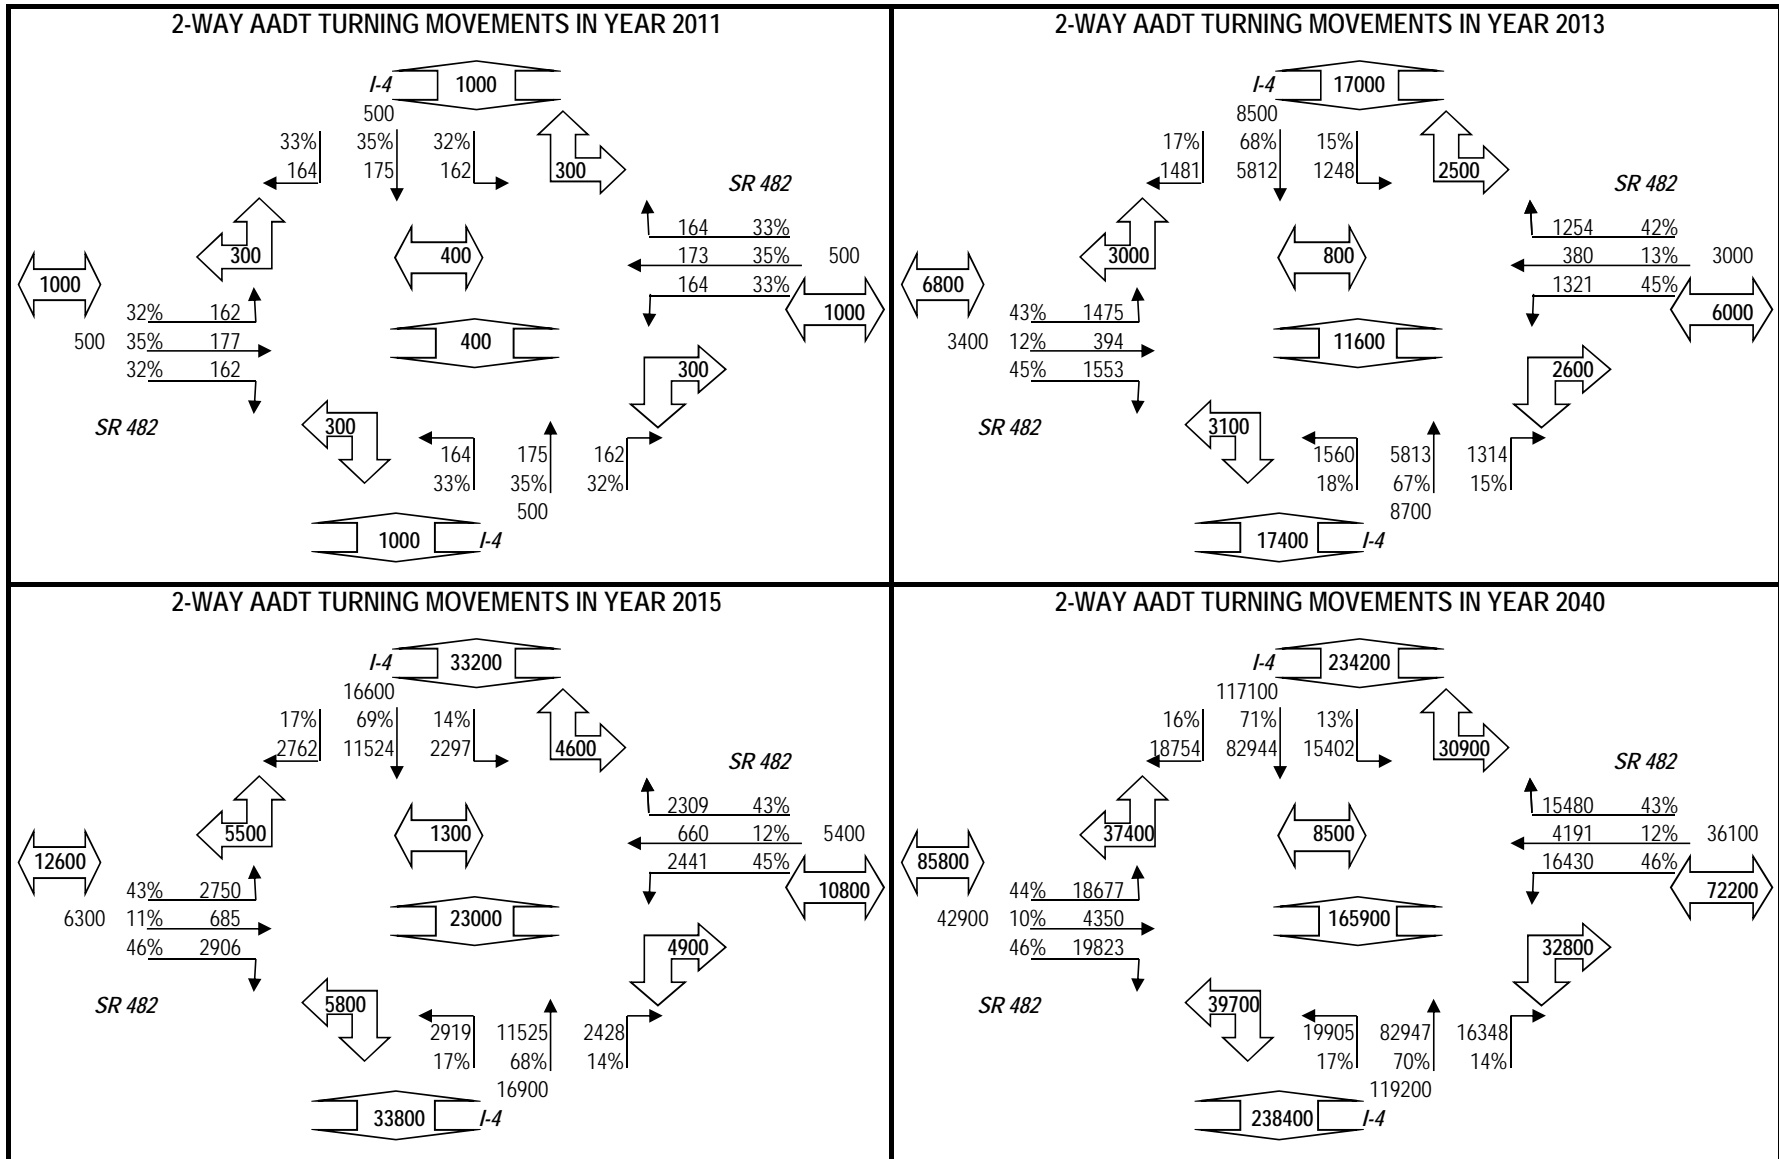 2-WAY AADT TURNING MOVEMENTS IN YEAR 2011
I-4 1000
500
33% 35% 32%
164 175 162 300
SR 482
164 33%
300 400 173 35% 500
1000 164 33%
32% 162 1000
500 35% 177 400
32% 162 300
SR 482 300
164 175 162
33% 35% 32%
500
1000 I-4
2-WAY AADT TURNING MOVEMENTS IN YEAR 2013
I-4 17000
8500
17% 68% 15%
1481 5812 1248 2500
SR 482
1254 42%
3000 800 380 13% 3000
6800 1321 45%
43% 1475 6000
3400 12% 394 11600
45% 1553 2600
SR 482 3100
1560 5813 1314
18% 67% 15%
8700
17400 I-4
2-WAY AADT TURNING MOVEMENTS IN YEAR 2015
I-4 33200
16600
17% 69% 14%
2762 11524 2297 4600
SR 482
2309 43%
5500 1300 660 12% 5400
12600 2441 45%
43% 2750 10800
6300 11% 685 23000
46% 2906 4900
SR 482 5800
2919 11525 2428
17% 68% 14%
16900
33800 I-4
2-WAY AADT TURNING MOVEMENTS IN YEAR 2040
I-4 234200
117100
16% 71% 13%
18754 82944 15402 30900
SR 482
15480 43%
37400 8500 4191 12% 36100
85800 16430 46%
44% 18677 72200
42900 10% 4350 165900
46% 19823 32800
SR 482 39700
19905 82947 16348
17% 70% 14%
119200
238400 I-4